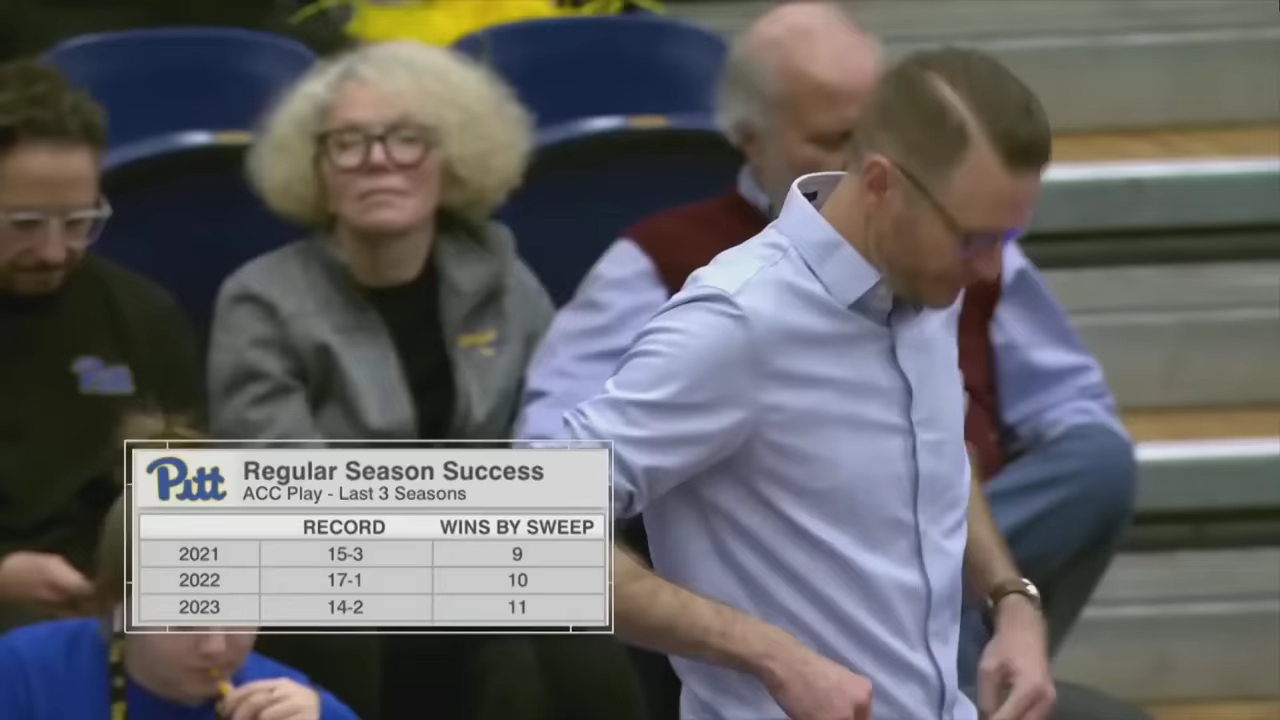 Pitt
Regular Season Success
ACC Play - Last 3 Seasons
RECORD WINS BY SWEEP
2021 15-3 9
2022 17-1 10
2023 14-2 11
Pitt